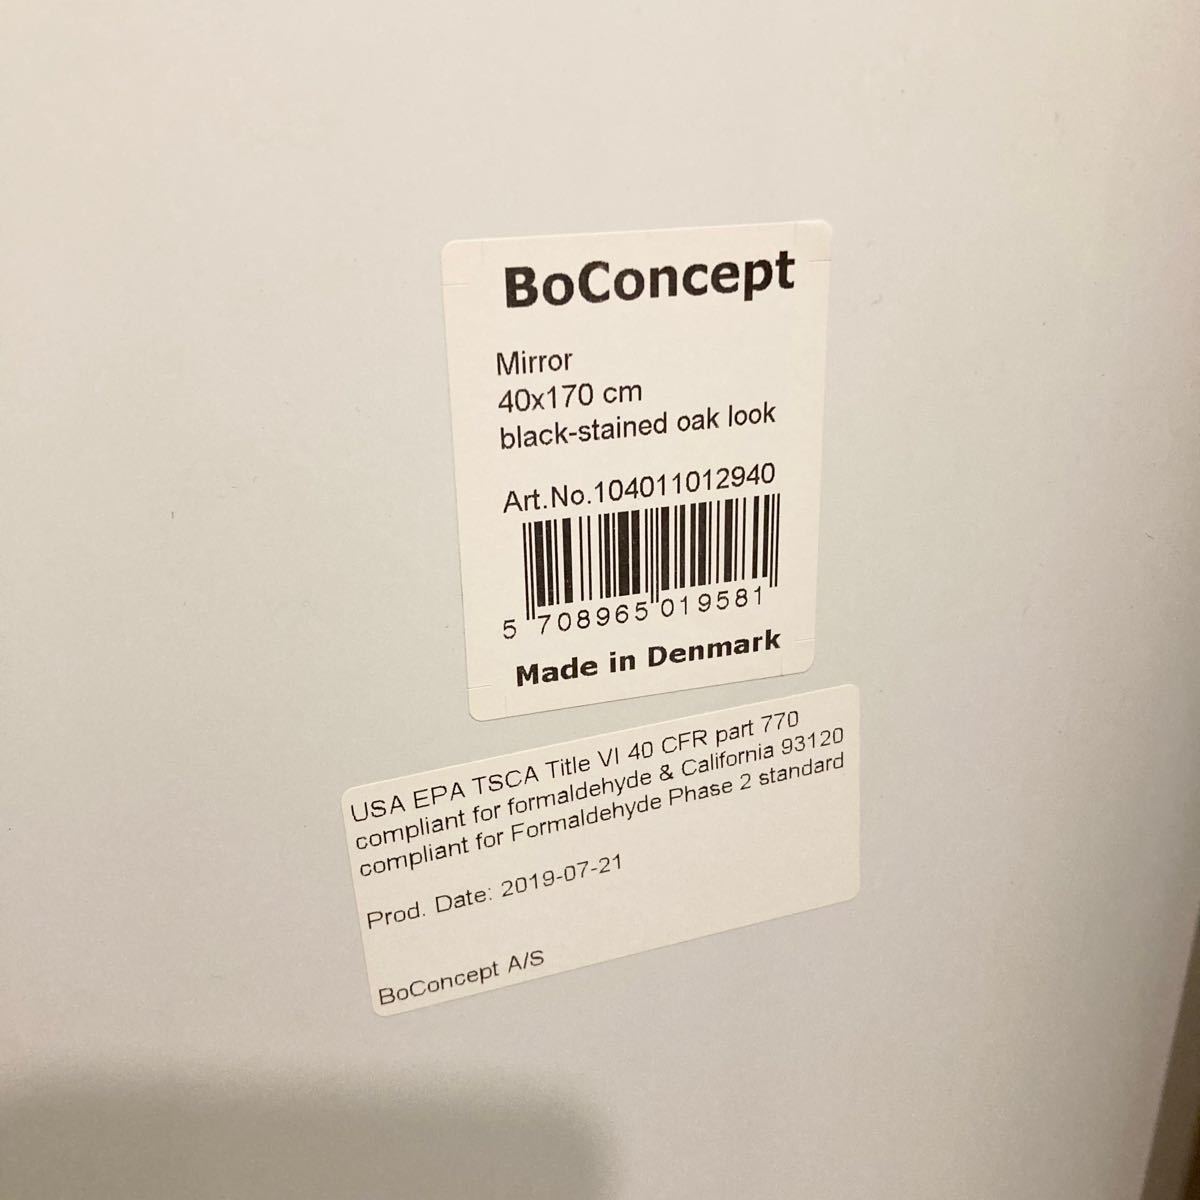 BoConcept
Mirror
40x170 cm
black-stained oak look
Art.No.104011012940
5 708965 019581
Made in Denmark
USA EPA TSCA Title VI 40 CFR part 770
compliant for formaldehyde & California 93120
compliant for Formaldehyde Phase 2 standard
Prod. Date: 2019-07-21
BoConcept A/S